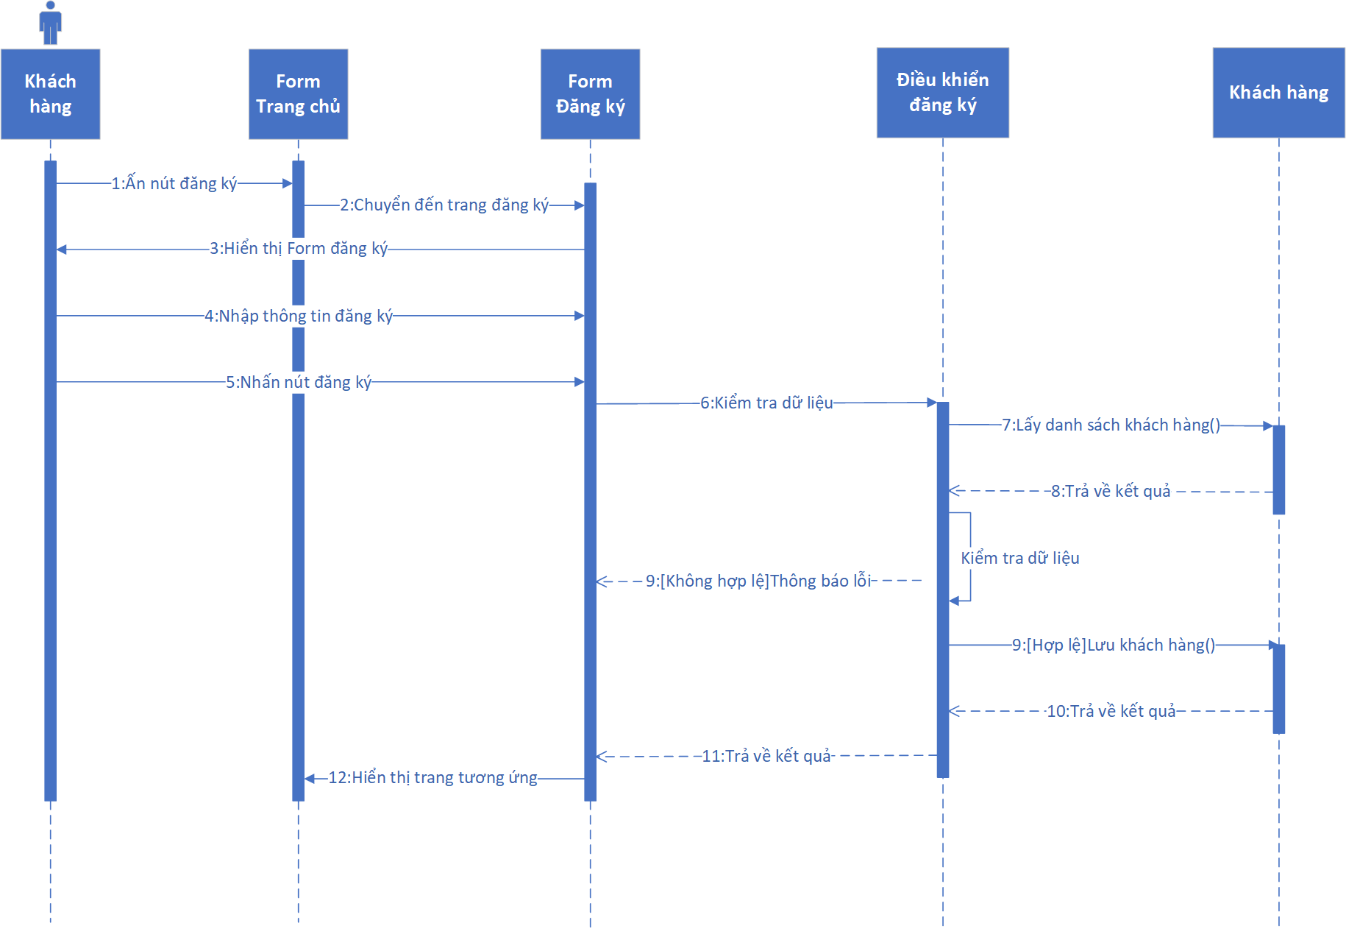 Khách
hàng
Form
Trang chủ
Form
Đăng ký
Điều khiển
đăng ký
Khách hàng
1:Ấn nút đăng ký
2:Chuyển đến trang đăng ký
3:Hiển thị Form đăng ký
4:Nhập thông tin đăng ký
5:Nhấn nút đăng ký
6:Kiểm tra dữ liệu
7:Lấy danh sách khách hàng()
8:Trả về kết quả
Kiểm tra dữ liệu
9:[Không hợp lệ]Thông báo lỗi
9:[Hợp lệ]Lưu khách hàng()
10:Trả về kết quả
11:Trả về kết quả
12:Hiển thị trang tương ứng